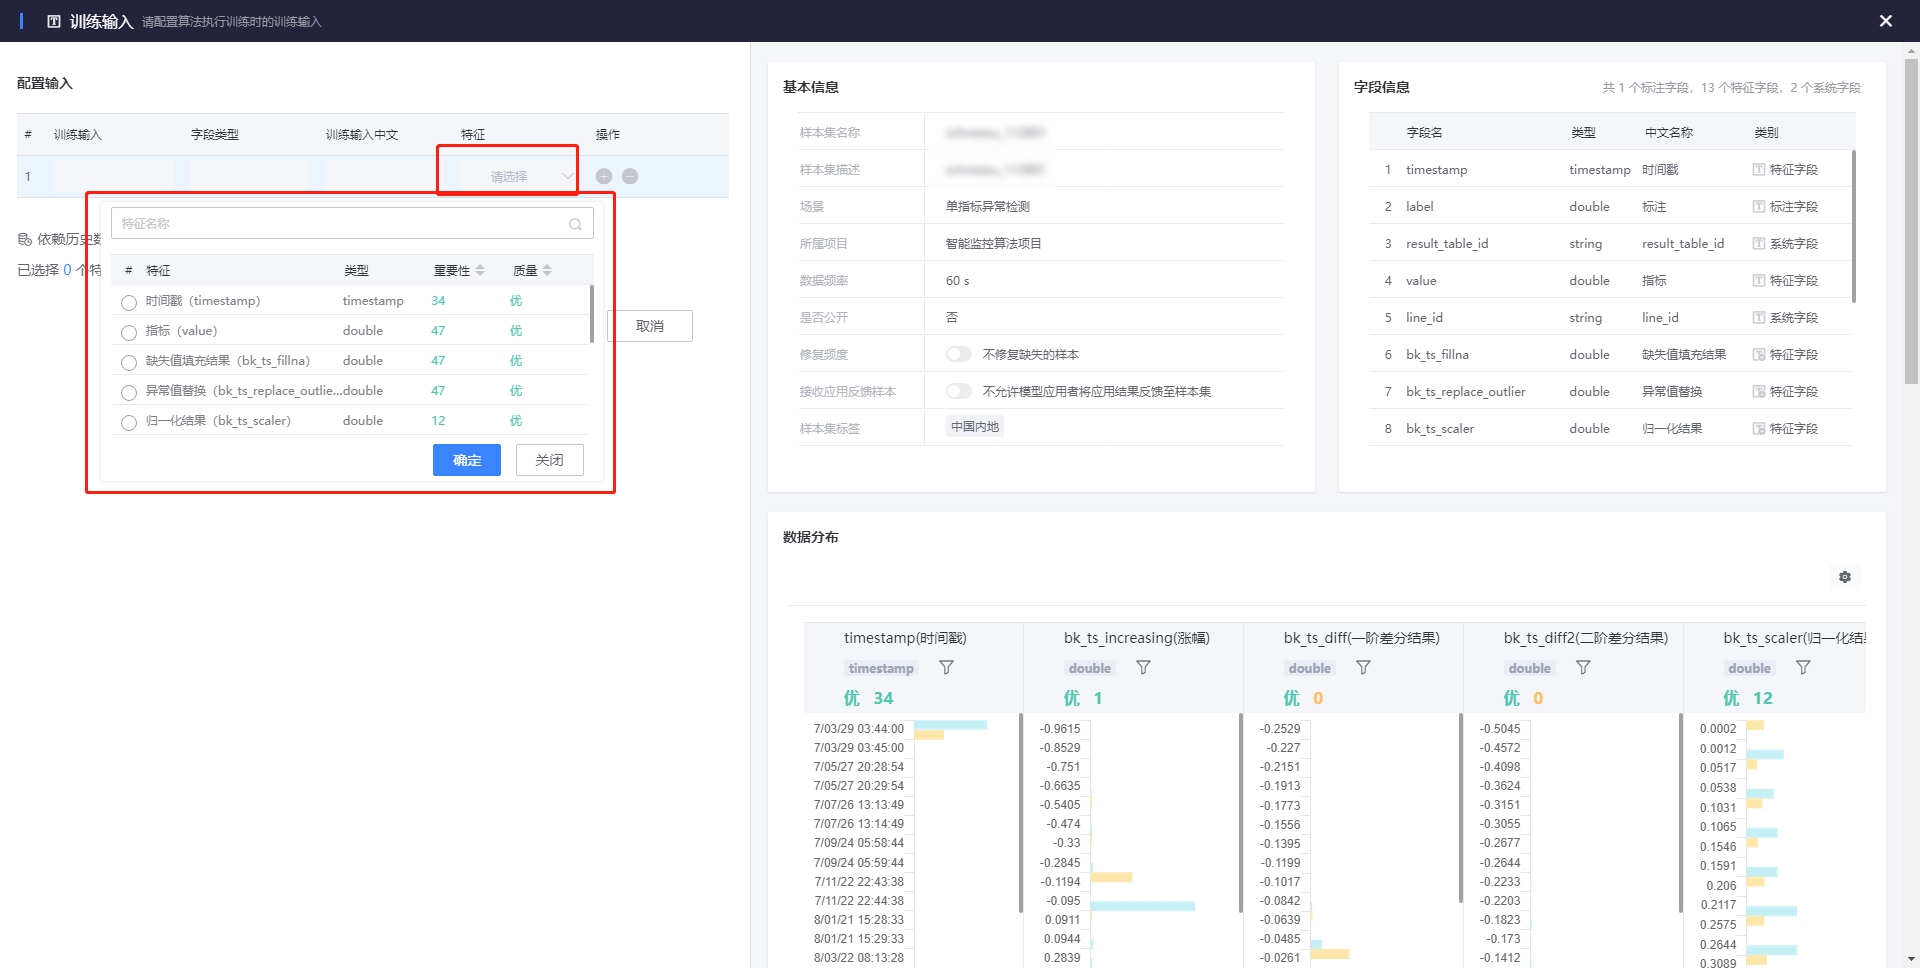 训练输入 请配置算法执行训练时的训练输入
配置输入
# 训练输入 字段类型 训练输入中文 特征 操作
1 请选择
依赖历史数
已选择 0 个特
特征名称
# 特征 类型 重要性 质量
时间戳（timestamp） timestamp 34 优
指标（value） double 47 优
缺失值填充结果（bk_ts_fillna） double 47 优
异常值替换（bk_ts_replace_outlie... double 47 优
归一化结果（bk_ts_scaler） double 12 优
确定 关闭
取消
基本信息
样本集名称
样本集描述
场景 单指标异常检测
所属项目 智能监控算法项目
数据频率 60 s
是否公开 否
修复频度 不修复缺失的样本
接收应用反馈样本 不允许模型应用者将应用结果反馈至样本集
样本集标签 中国内地
字段信息 共 1 个标注字段，13 个特征字段，2 个系统字段
字段名 类型 中文名称 类别
1 timestamp timestamp 时间戳 特征字段
2 label double 标注 标注字段
3 result_table_id string result_table_id 系统字段
4 value double 指标 特征字段
5 line_id string line_id 系统字段
6 bk_ts_fillna double 缺失值填充结果 特征字段
7 bk_ts_replace_outlier double 异常值替换 特征字段
8 bk_ts_scaler double 归一化结果 特征字段
数据分布
timestamp(时间戳) bk_ts_increasing(涨幅) bk_ts_diff(一阶差分结果) bk_ts_diff2(二阶差分结果) bk_ts_scaler(归一化结
timestamp double double double double
优 34 优 1 优 0 优 0 优 12
7/03/29 03:44:00 -0.9615 -0.2529 -0.5045 0.0002
7/03/29 03:45:00 -0.8529 -0.227 -0.4572 0.0012
7/05/27 20:28:54 -0.751 -0.2151 -0.4098 0.0517
7/05/27 20:29:54 -0.6635 -0.1913 -0.3624 0.0538
7/07/26 13:13:49 -0.5405 -0.1773 -0.3151 0.1031
7/07/26 13:14:49 -0.474 -0.1556 -0.3055 0.1065
7/09/24 05:58:44 -0.33 -0.1395 -0.2677 0.1546
7/09/24 05:59:44 -0.2845 -0.1199 -0.2644 0.1591
7/11/22 22:43:38 -0.1194 -0.1017 -0.2233 0.206
7/11/22 22:44:38 -0.095 -0.0842 -0.2203 0.2117
8/01/21 15:28:33 0.0911 -0.0639 -0.1823 0.2575
8/01/21 15:29:33 0.0944 -0.0485 -0.173 0.2644
8/03/22 08:13:28 0.2839 -0.0261 -0.1412 0.3089